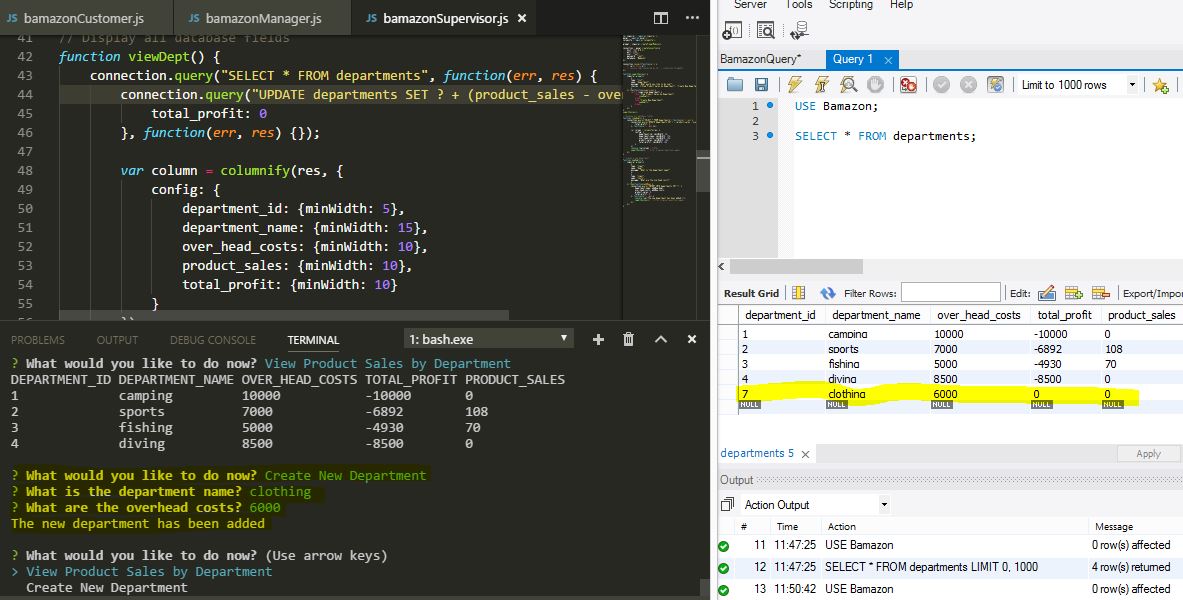 JS bamazonCustomer.js JS bamazonManager.js JS bamazonSupervisor.js ×
41 // Display all database fields
42 function viewDept() {
43 connection.query("SELECT * FROM departments", function(err, res) {
44 connection.query("UPDATE departments SET ? + (product_sales - ove
45 total_profit: 0
46 }, function(err, res) {});
47
48 var column = columnify(res, {
49 config: {
50 department_id: {minWidth: 5},
51 department_name: {minWidth: 15},
52 over_head_costs: {minWidth: 10},
53 product_sales: {minWidth: 10},
54 total_profit: {minWidth: 10}
55 }
PROBLEMS OUTPUT DEBUG CONSOLE TERMINAL 1: bash.exe
? What would you like to do now? View Product Sales by Department
DEPARTMENT_ID DEPARTMENT_NAME OVER_HEAD_COSTS TOTAL_PROFIT PRODUCT_SALES
1 camping 10000 -10000 0
2 sports 7000 -6892 108
3 fishing 5000 -4930 70
4 diving 8500 -8500 0
? What would you like to do now? Create New Department
? What is the department name? clothing
? What are the overhead costs? 6000
The new department has been added
? What would you like to do now? (Use arrow keys)
> View Product Sales by Department
Create New Department
Server Tools Scripting Help
BamazonQuery* Query 1 ×
Limit to 1000 rows
1 USE Bamazon;
2
3 SELECT * FROM departments;
Result Grid Filter Rows: Edit: Export/Impor
department_id department_name over_head_costs total_profit product_sales
1 camping 10000 -10000 0
2 sports 7000 -6892 108
3 fishing 5000 -4930 70
4 diving 8500 -8500 0
7 clothing 6000 0 0
NULL NULL NULL NULL NULL
departments 5 × Apply
Output
Action Output
# Time Action Message
11 11:47:25 USE Bamazon 0 row(s) affected
12 11:47:25 SELECT * FROM departments LIMIT 0, 1000 4 row(s) returned
13 11:50:42 USE Bamazon 0 row(s) affected